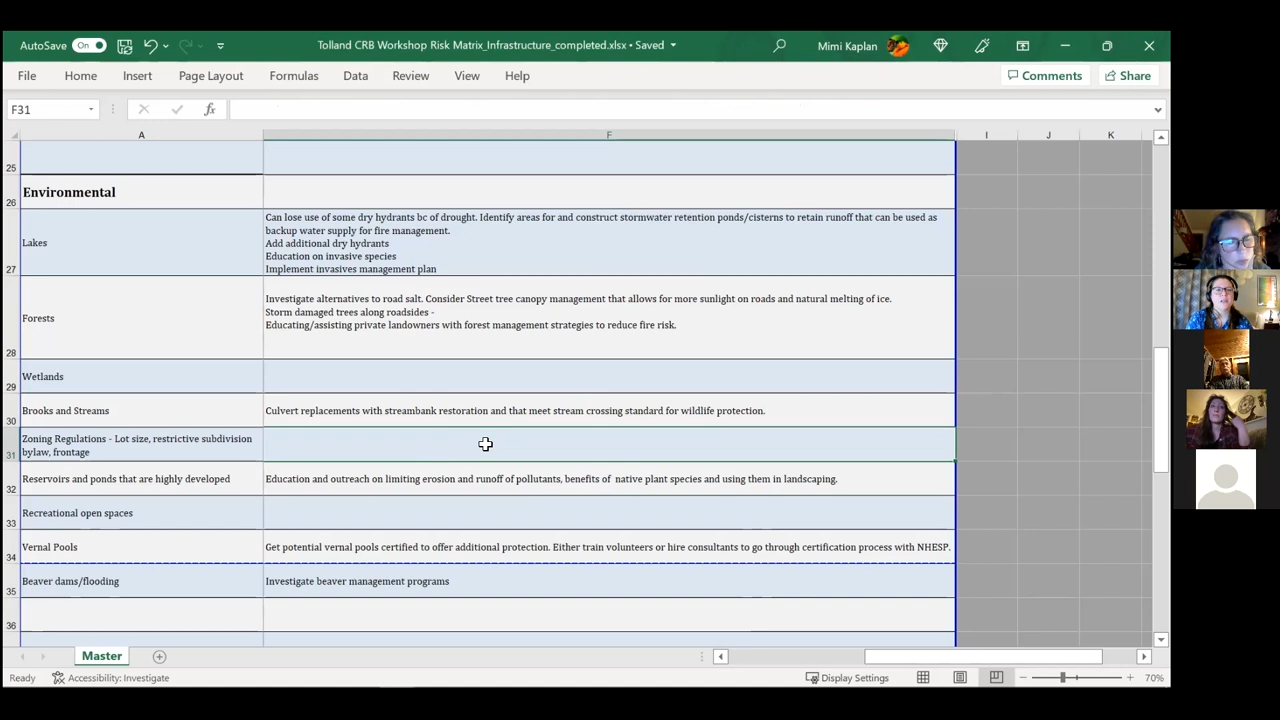 AutoSave On Tolland CRB Workshop Risk Matrix_Infrastructure_completed.xlsx • Saved Mimi Kaplan
File Home Insert Page Layout Formulas Data Review View Help Comments Share
F31 fx
A F I J K
25
26 Environmental
27 Lakes
Can lose use of some dry hydrants bc of drought. Identify areas for and construct stormwater retention ponds/cisterns to retain runoff that can be used as
backup water supply for fire management.
Add additional dry hydrants
Education on invasive species
Implement invasives management plan
28 Forests
Investigate alternatives to road salt. Consider Street tree canopy management that allows for more sunlight on roads and natural melting of ice.
Storm damaged trees along roadsides -
Educating/assisting private landowners with forest management strategies to reduce fire risk.
29 Wetlands
30 Brooks and Streams Culvert replacements with streambank restoration and that meet stream crossing standard for wildlife protection.
31 Zoning Regulations - Lot size, restrictive subdivision
bylaw, frontage
32 Reservoirs and ponds that are highly developed Education and outreach on limiting erosion and runoff of pollutants, benefits of native plant species and using them in landscaping.
33 Recreational open spaces
34 Vernal Pools Get potential vernal pools certified to offer additional protection. Either train volunteers or hire consultants to go through certification process with NHESP.
35 Beaver dams/flooding Investigate beaver management programs
36
Master
Ready Accessibility: Investigate Display Settings 70%